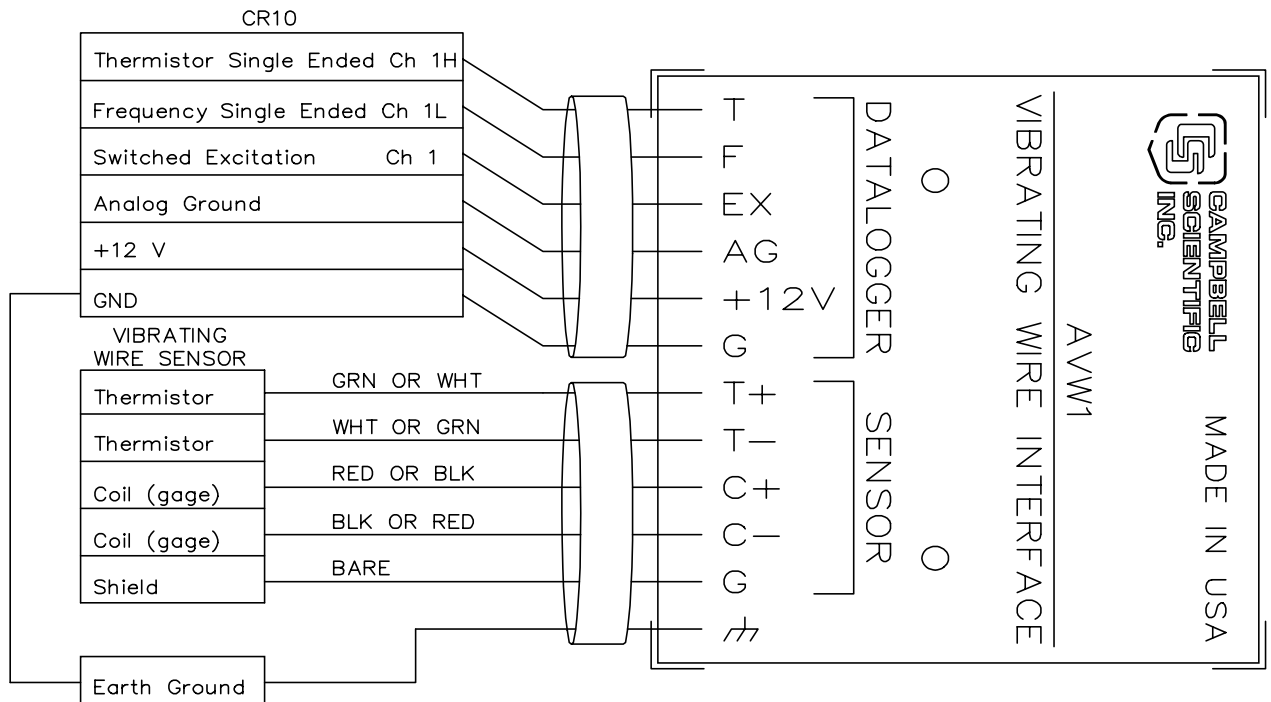 CR10
Thermistor Single Ended Ch 1H
Frequency Single Ended Ch 1L
Switched Excitation Ch 1
Analog Ground
+12 V
GND
VIBRATING
WIRE SENSOR
Thermistor
Thermistor
Coil (gage)
Coil (gage)
Shield
Earth Ground
GRN OR WHT
WHT OR GRN
RED OR BLK
BLK OR RED
BARE
T
F
EX
AG
+12V
G
T+
T−
C+
C−
G
DATALOGGER
SENSOR
VIBRATING WIRE INTERFACE
AVW1
CAMPBELL
SCIENTIFIC
INC.
MADE IN USA